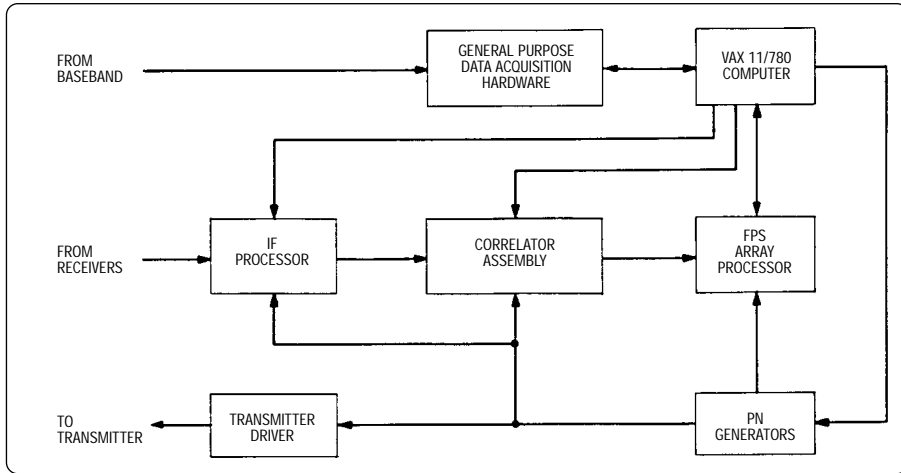 FROM
BASEBAND
GENERAL PURPOSE
DATA ACQUISITION
HARDWARE
VAX 11/780
COMPUTER
FROM
RECEIVERS
IF
PROCESSOR
CORRELATOR
ASSEMBLY
FPS
ARRAY
PROCESSOR
TO
TRANSMITTER
TRANSMITTER
DRIVER
PN
GENERATORS